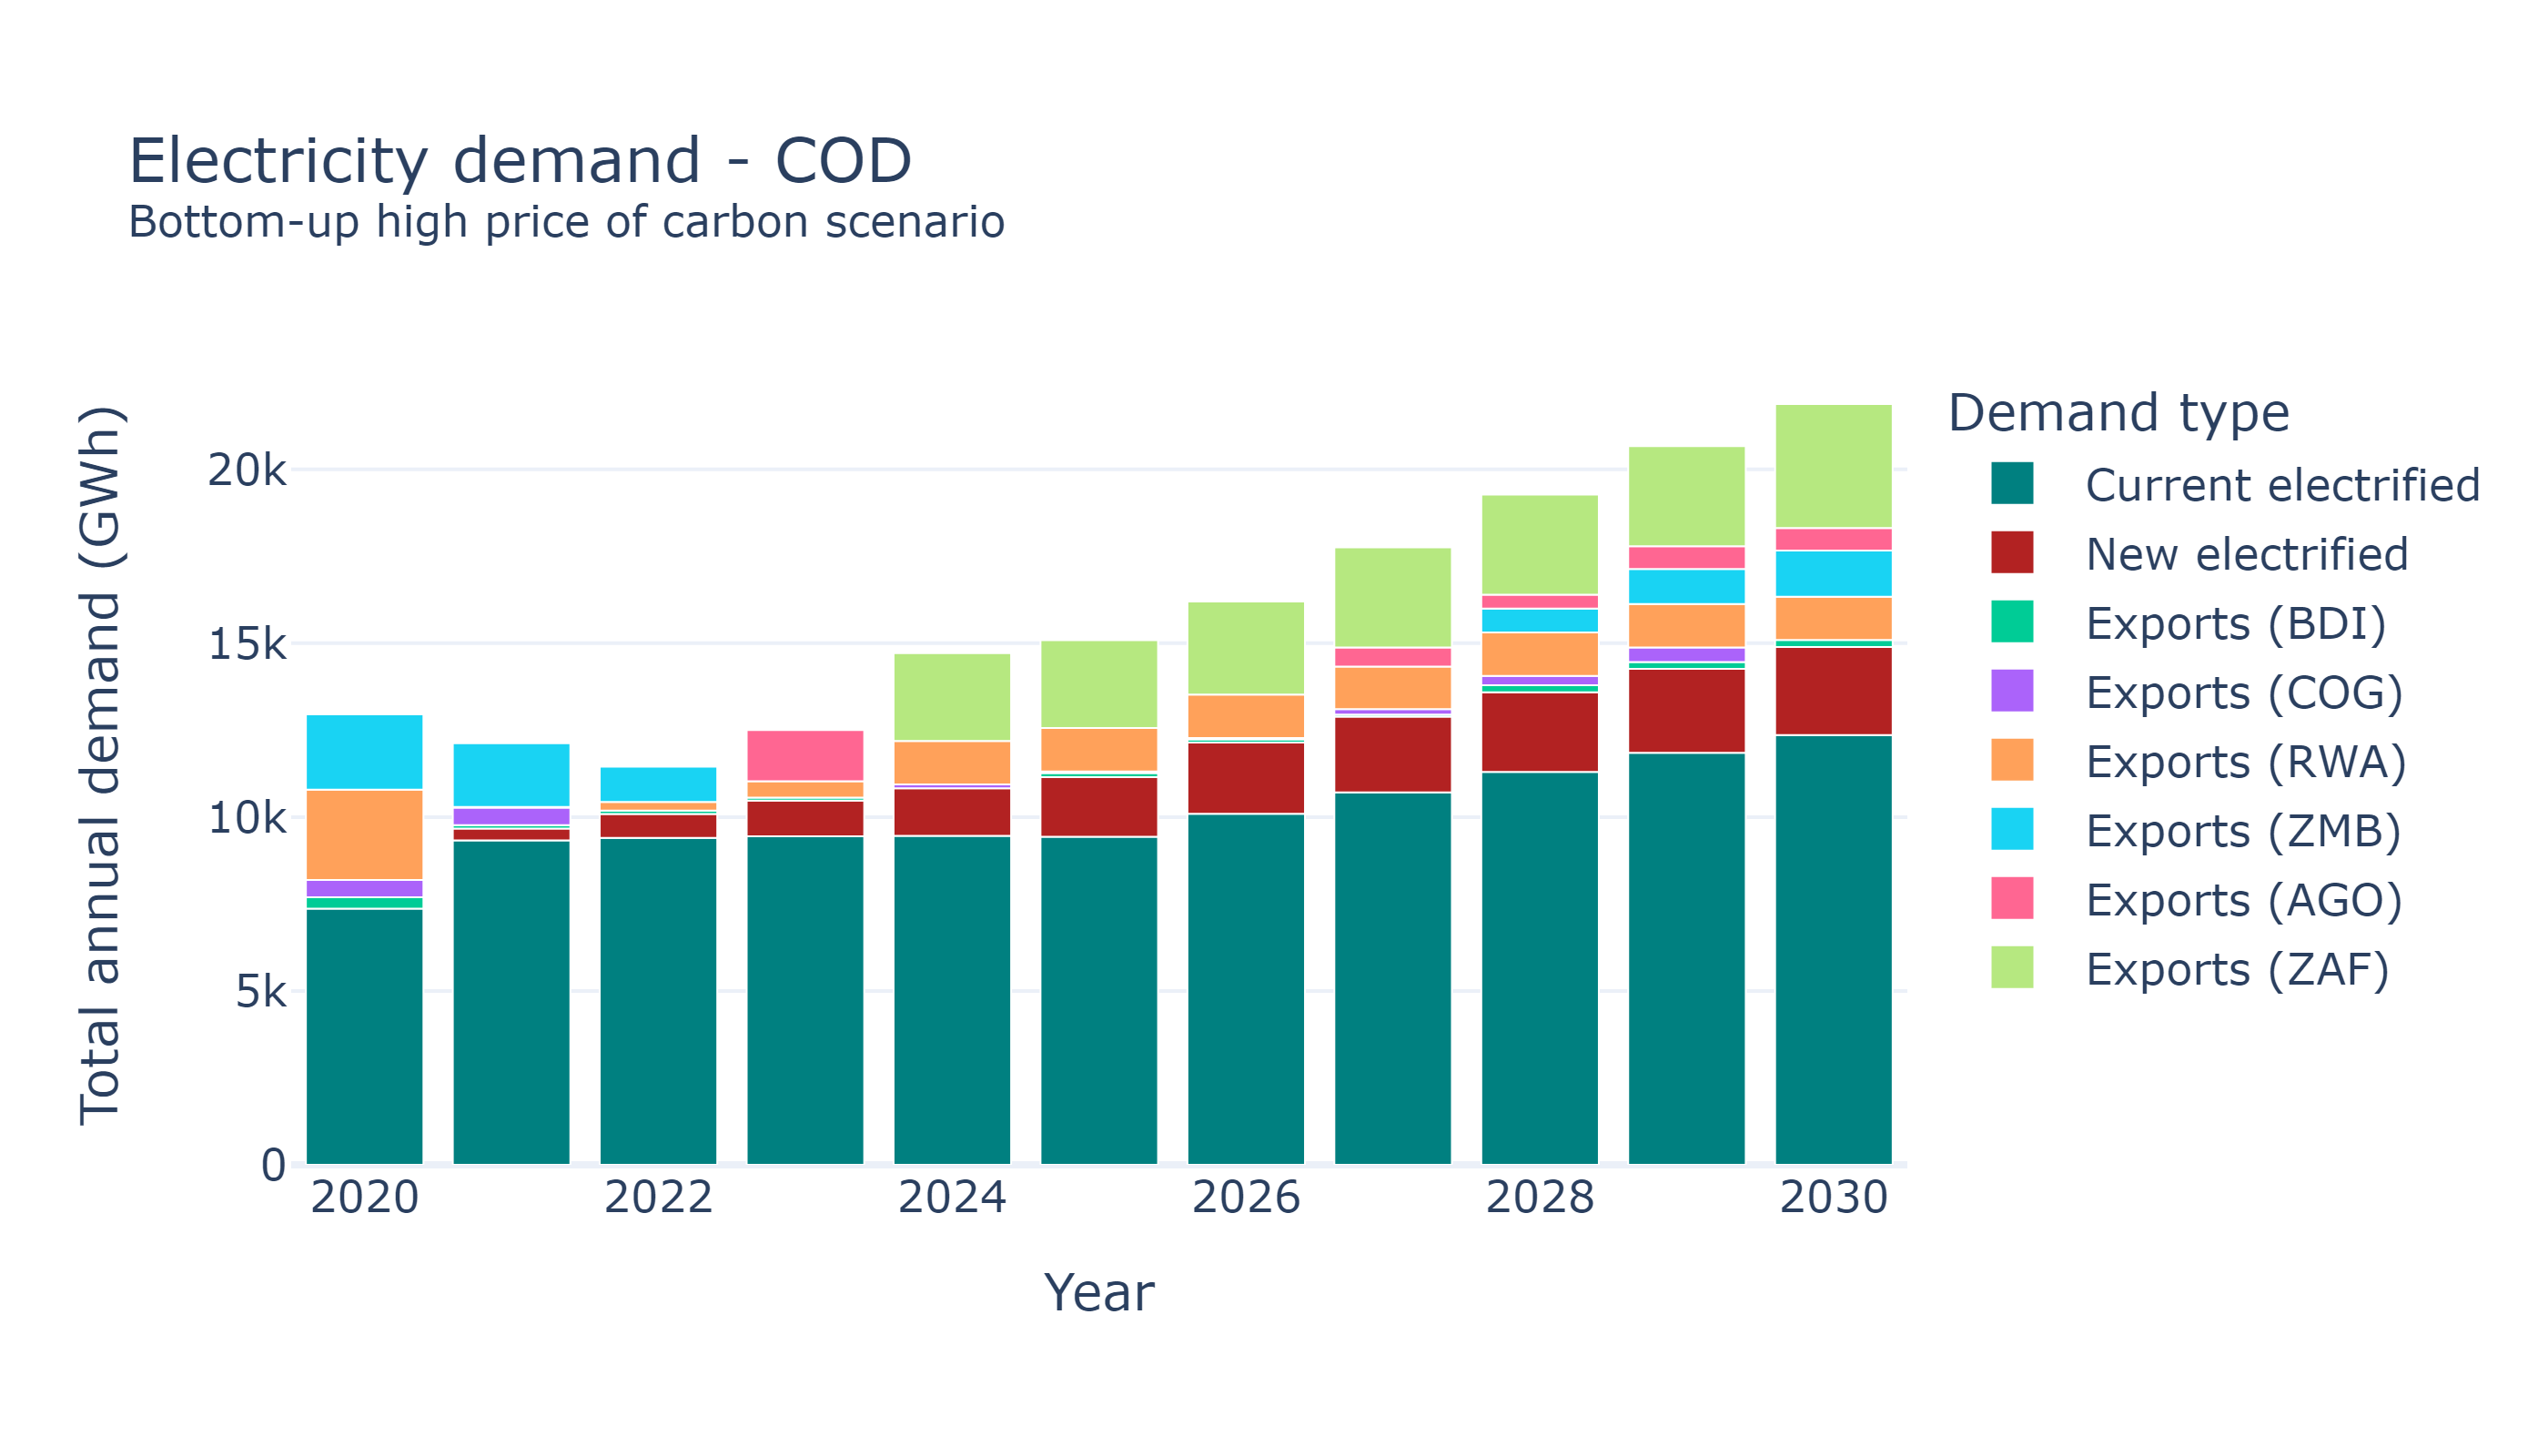 Electricity demand - COD
Bottom-up high price of carbon scenario
Total annual demand (GWh)
20k
15k
10k
5k
0
2020
2022
2024
2026
2028
2030
Year
Demand type
Current electrified
New electrified
Exports (BDI)
Exports (COG)
Exports (RWA)
Exports (ZMB)
Exports (AGO)
Exports (ZAF)